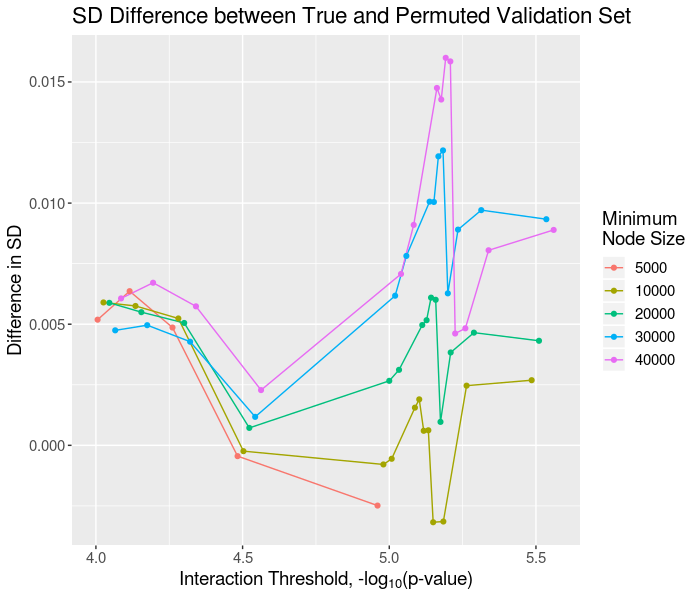 SD Difference between True and Permuted Validation Set
Difference in SD
0.015
0.010
0.005
0.000
4.0
4.5
5.0
5.5
Interaction Threshold, -log₁₀(p-value)
Minimum
Node Size
5000
10000
20000
30000
40000